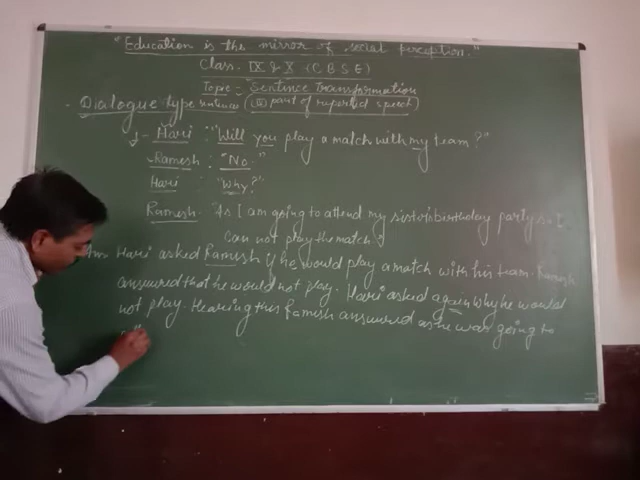 "Education is the mirror of social perception."
Class. IX & X (C B S E)
Topic - Sentence Transformation
Dialogue type sentences (as a part of reported speech)
1- Hari : "Will you play a match with my team?"
Ramesh : "No."
Hari : "Why?"
Ramesh. "As I am going to attend my sister's birthday party so I
can not play the match.
Ans. Hari asked Ramesh if he would play a match with his team. Ramesh
answered that he would not play. Hari asked again why he would
not play. Hearing this Ramesh answered as he was going to